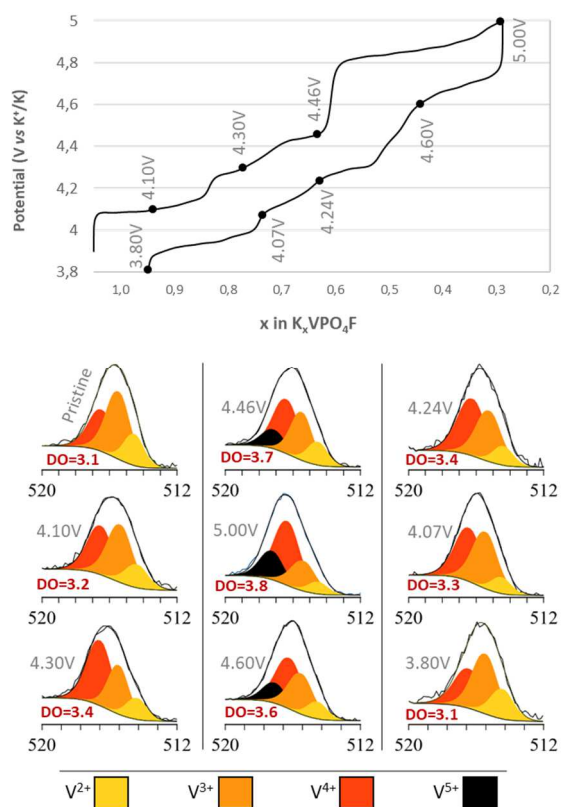 5
4,8
4,6
4,4
4,2
4
3,8
Potential (V vs K⁺/K)
4.10V
4.30V
4.46V
5.00V
3.80V
4.07V
4.24V
4.60V
1,0 0,9 0,8 0,7 0,6 0,5 0,4 0,3 0,2
x in KₓVPO₄F
Pristine
DO=3.1
520 512
4.46V
DO=3.7
520 512
4.24V
DO=3.4
520 512
4.10V
DO=3.2
520 512
5.00V
DO=3.8
520 512
4.07V
DO=3.3
520 512
4.30V
DO=3.4
520 512
4.60V
DO=3.6
520 512
3.80V
DO=3.1
520 512
V²⁺ V³⁺ V⁴⁺ V⁵⁺